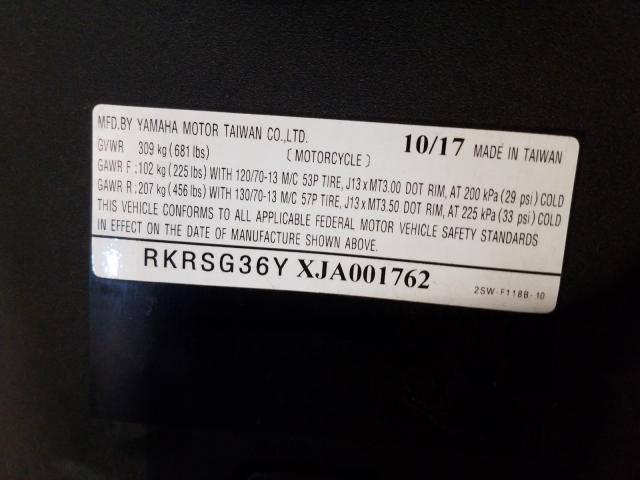 MFD.BY YAMAHA MOTOR TAIWAN CO.,LTD. 10/17 MADE IN TAIWAN
GVWR 309 kg (681 lbs) (MOTORCYCLE)
GAWR F : 102 kg (225 lbs) WITH 120/70-13 M/C 53P TIRE, J13 x MT3.00 DOT RIM, AT 200 kPa (29 psi) COLD
GAWR R : 207 kg (456 lbs) WITH 130/70-13 M/C 57P TIRE, J13 x MT3.50 DOT RIM, AT 225 kPa (33 psi) COLD
THIS VEHICLE CONFORMS TO ALL APPLICABLE FEDERAL MOTOR VEHICLE SAFETY STANDARDS
IN EFFECT ON THE DATE OF MANUFACTURE SHOWN ABOVE.
RKRSG36Y XJA001762
2SW-F118B-10